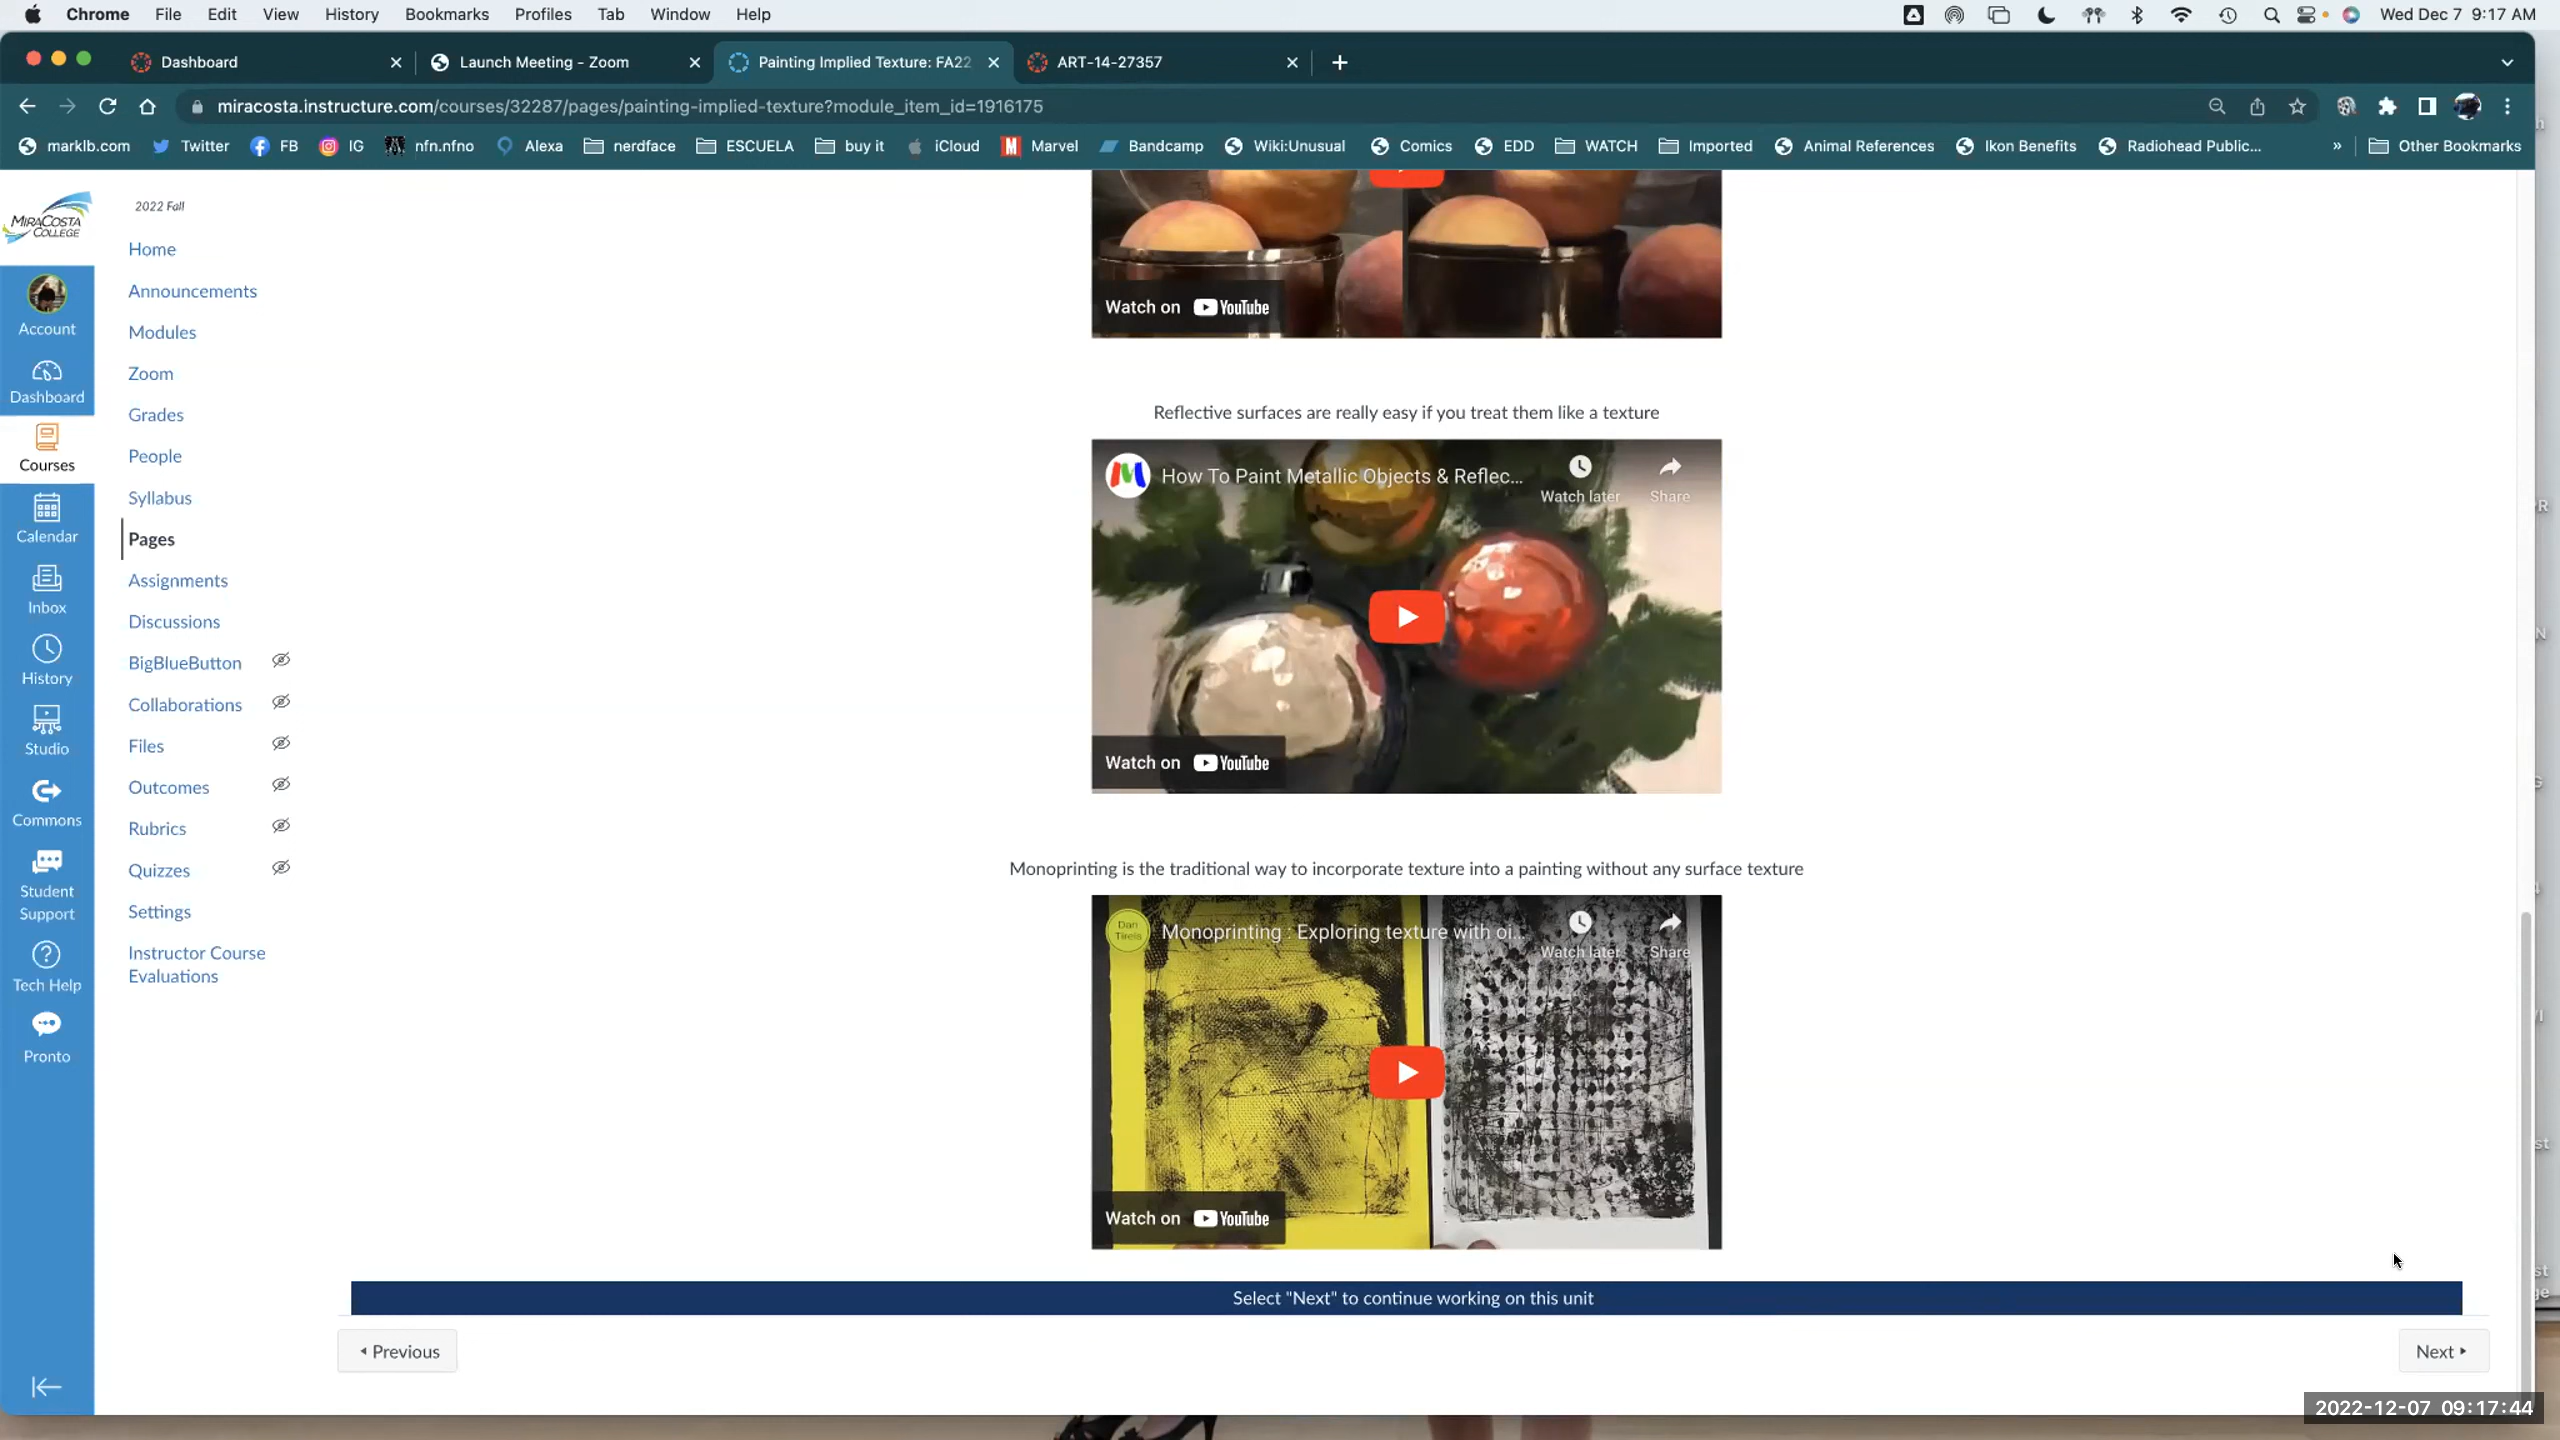 Chrome File Edit View History Bookmarks Profiles Tab Window Help
Wed Dec 7 9:17 AM
Dashboard
Launch Meeting - Zoom
Painting Implied Texture: FA22
ART-14-27357
miracosta.instructure.com/courses/32287/pages/painting-implied-texture?module_item_id=1916175
marklb.com Twitter FB IG nfn.nfno Alexa nerdface ESCUELA buy it iCloud Marvel Bandcamp Wiki:Unusual Comics EDD WATCH Imported Animal References Ikon Benefits Radiohead Public... » Other Bookmarks
MIRACOSTA
COLLEGE
Account
Dashboard
Courses
Calendar
Inbox
History
Studio
Commons
Student
Support
Tech Help
Pronto
2022 Fall
Home
Announcements
Modules
Zoom
Grades
People
Syllabus
Pages
Assignments
Discussions
BigBlueButton
Collaborations
Files
Outcomes
Rubrics
Quizzes
Settings
Instructor Course
Evaluations
Watch on YouTube
Reflective surfaces are really easy if you treat them like a texture
How To Paint Metallic Objects & Reflec...
Watch later
Share
Watch on YouTube
Monoprinting is the traditional way to incorporate texture into a painting without any surface texture
Dan
Tirels
Monoprinting : Exploring texture with oi...
Watch later
Share
Watch on YouTube
Select "Next" to continue working on this unit
Previous
Next
2022-12-07 09:17:44